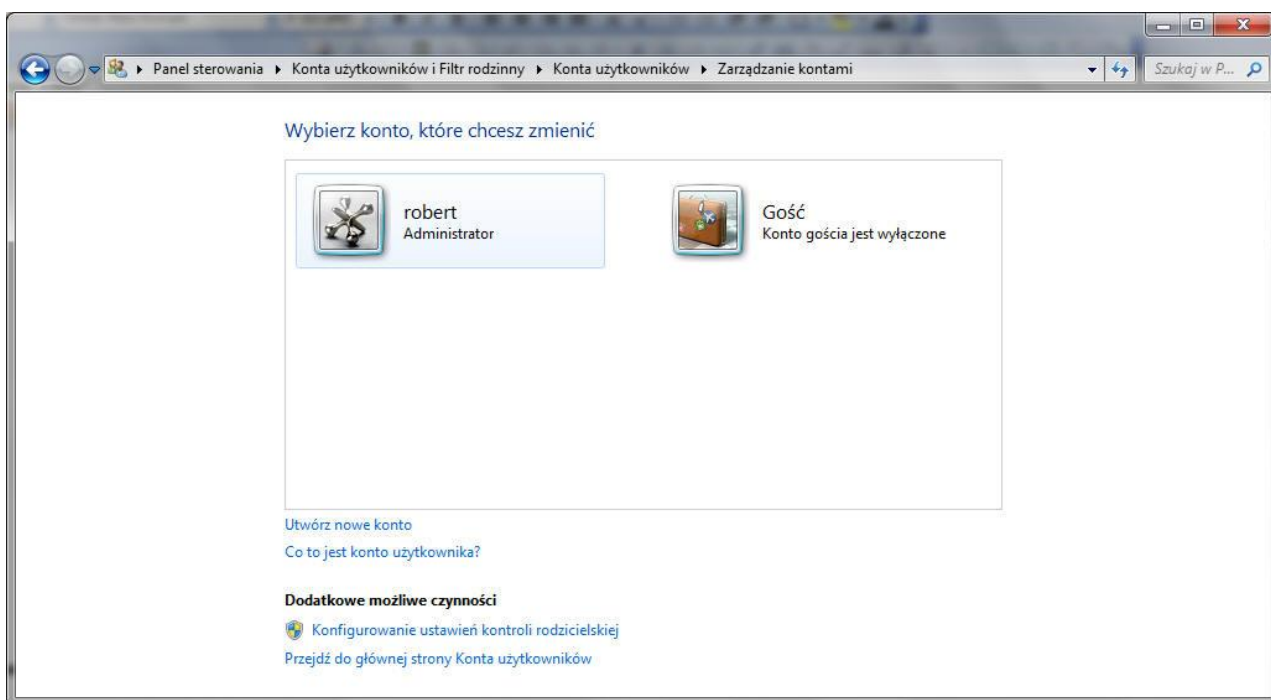 Panel sterowania ▸ Konta użytkowników i Filtr rodzinny ▸ Konta użytkowników ▸ Zarządzanie kontami
Szukaj w P...
Wybierz konto, które chcesz zmienić
robert
Administrator
Gość
Konto gościa jest wyłączone
Utwórz nowe konto
Co to jest konto użytkownika?
Dodatkowe możliwe czynności
Konfigurowanie ustawień kontroli rodzicielskiej
Przejdź do głównej strony Konta użytkowników